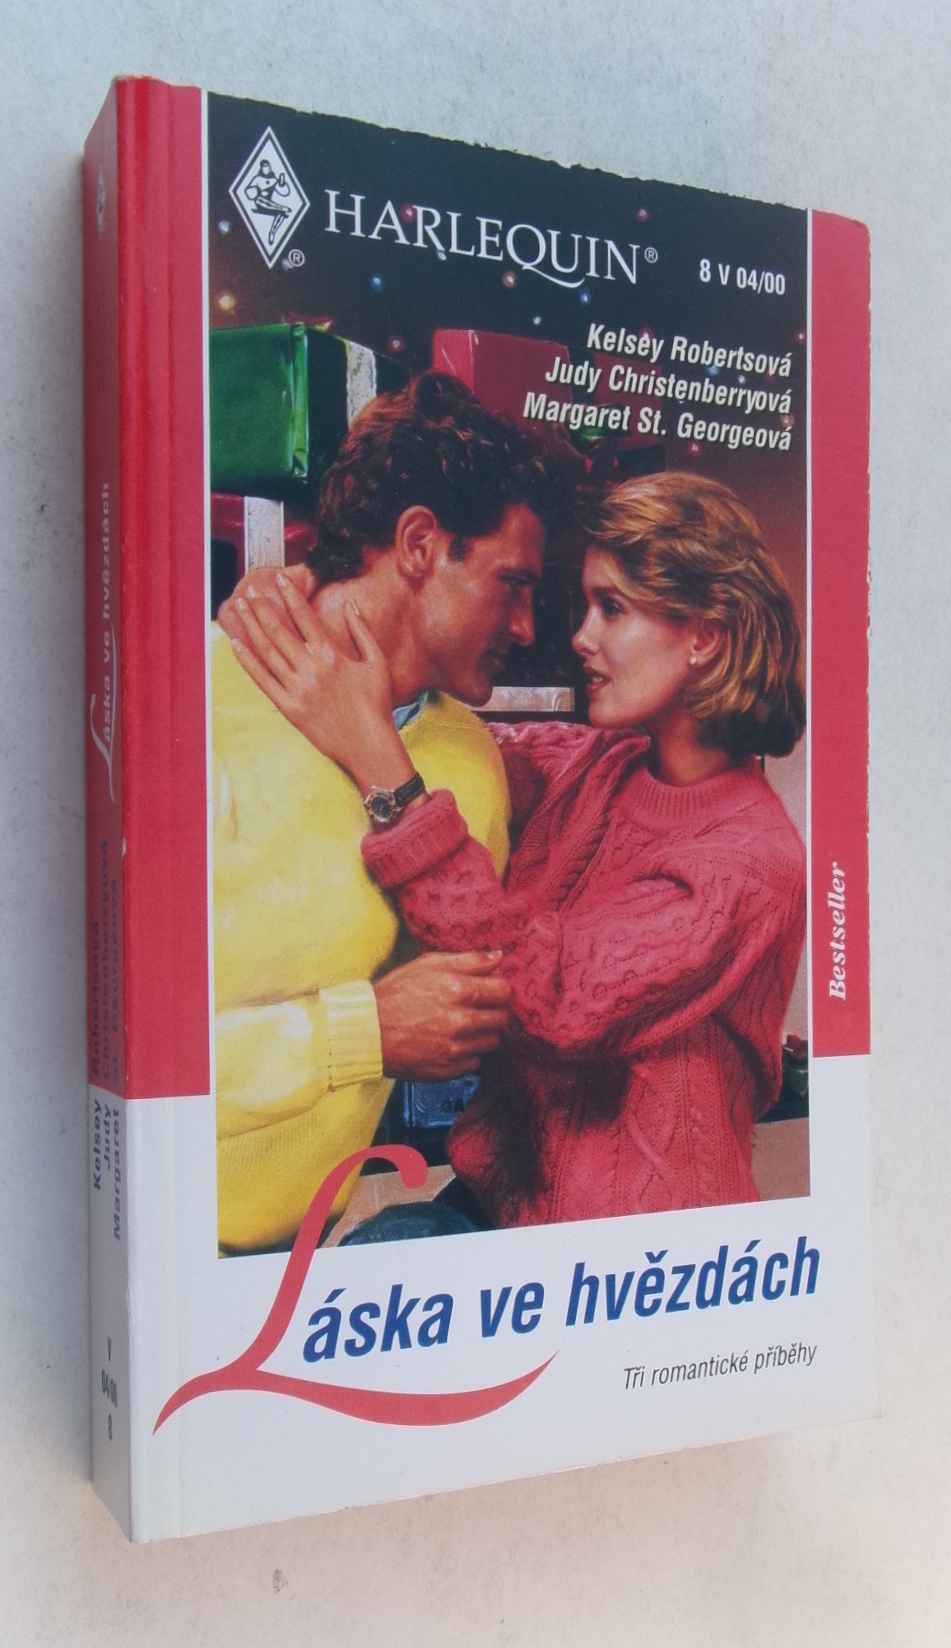 HARLEQUIN®
®
8 V 04/00
Kelsey Robertsová
Judy Christenberryová
Margaret St. Georgeová
Bestseller
Láska ve hvězdách
Tři romantické příběhy
Láska ve hvězdách
Kelsey Robertsová
Judy Christenberryová
Margaret St. Georgeová
V
04/00
8